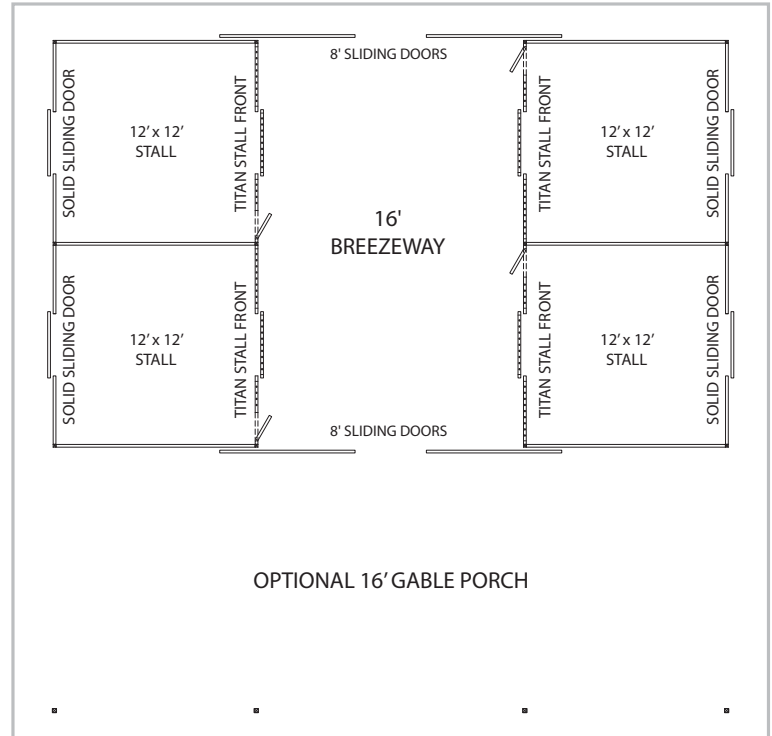 8' SLIDING DOORS
SOLID SLIDING DOOR
12' x 12'
STALL
TITAN STALL FRONT
TITAN STALL FRONT
12' x 12'
STALL
SOLID SLIDING DOOR
16'
BREEZEWAY
SOLID SLIDING DOOR
12' x 12'
STALL
TITAN STALL FRONT
TITAN STALL FRONT
12' x 12'
STALL
SOLID SLIDING DOOR
8' SLIDING DOORS
OPTIONAL 16' GABLE PORCH